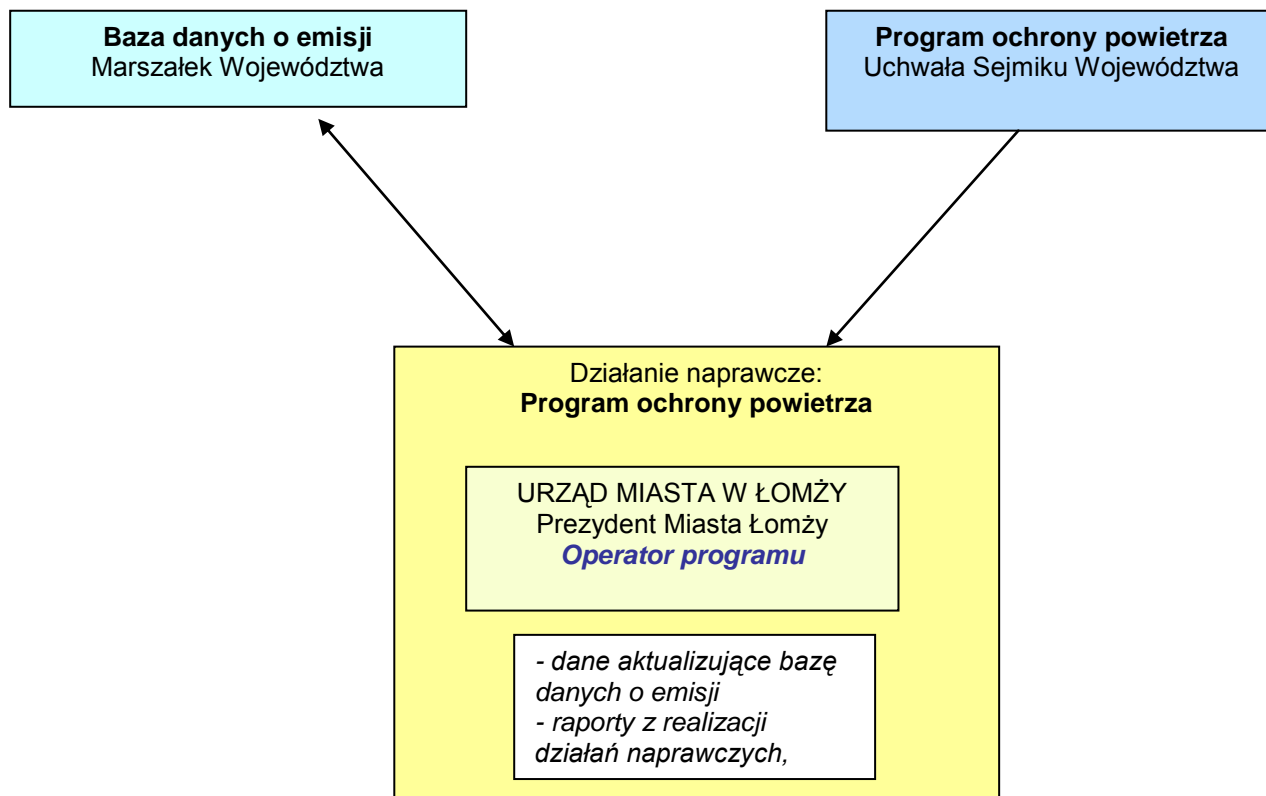 Baza danych o emisji
Marszałek Województwa
Program ochrony powietrza
Uchwała Sejmiku Województwa
Działanie naprawcze:
Program ochrony powietrza
URZĄD MIASTA W ŁOMŻY
Prezydent Miasta Łomży
Operator programu
- dane aktualizujące bazę
danych o emisji
- raporty z realizacji
działań naprawczych,